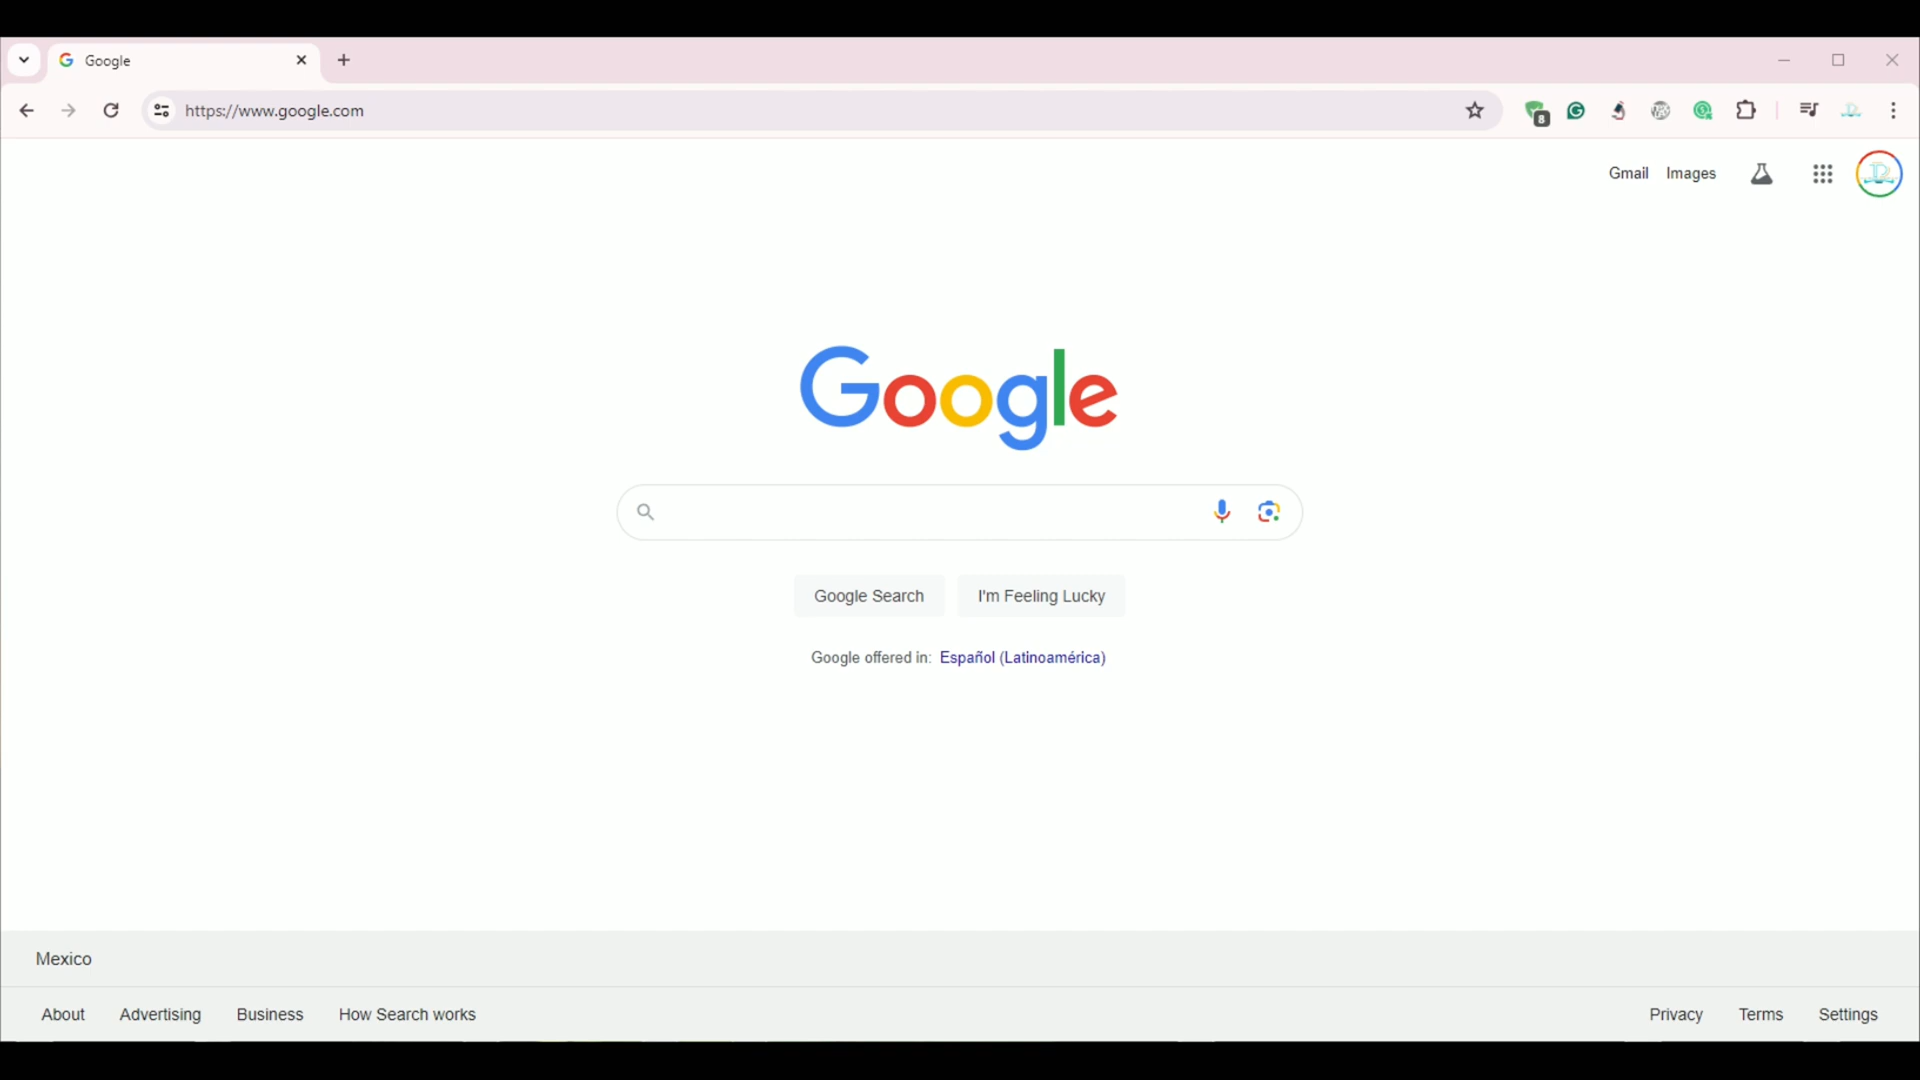 Google
https://www.google.com
8
Gmail Images
Google
Google Search I'm Feeling Lucky
Google offered in: Español (Latinoamérica)
Mexico
About Advertising Business How Search works Privacy Terms Settings